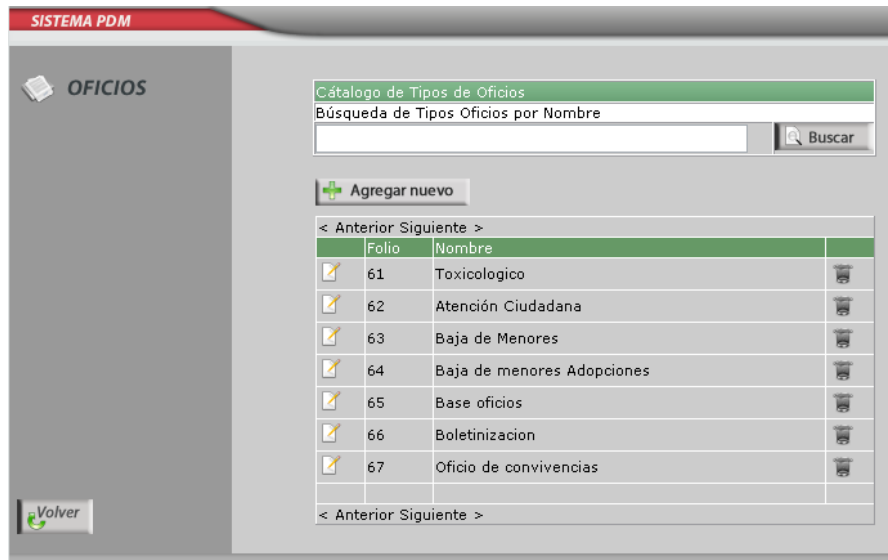 SISTEMA PDM
OFICIOS
Cátalogo de Tipos de Oficios
Búsqueda de Tipos Oficios por Nombre
Buscar
Agregar nuevo
< Anterior Siguiente >
Folio Nombre
61 Toxicologico
62 Atención Ciudadana
63 Baja de Menores
64 Baja de menores Adopciones
65 Base oficios
66 Boletinizacion
67 Oficio de convivencias
< Anterior Siguiente >
Volver